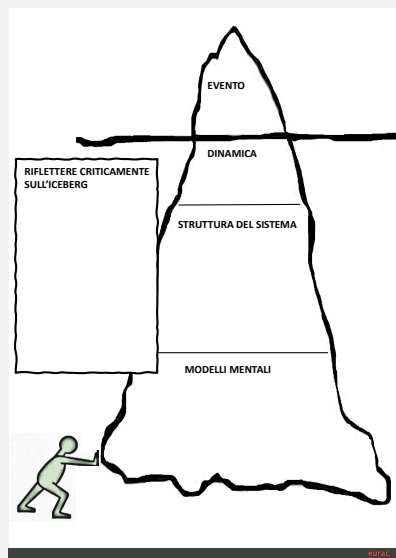 EVENTO
DINAMICA
RIFLETTERE CRITICAMENTE
SULL'ICEBERG
STRUTTURA DEL SISTEMA
MODELLI MENTALI
eurac